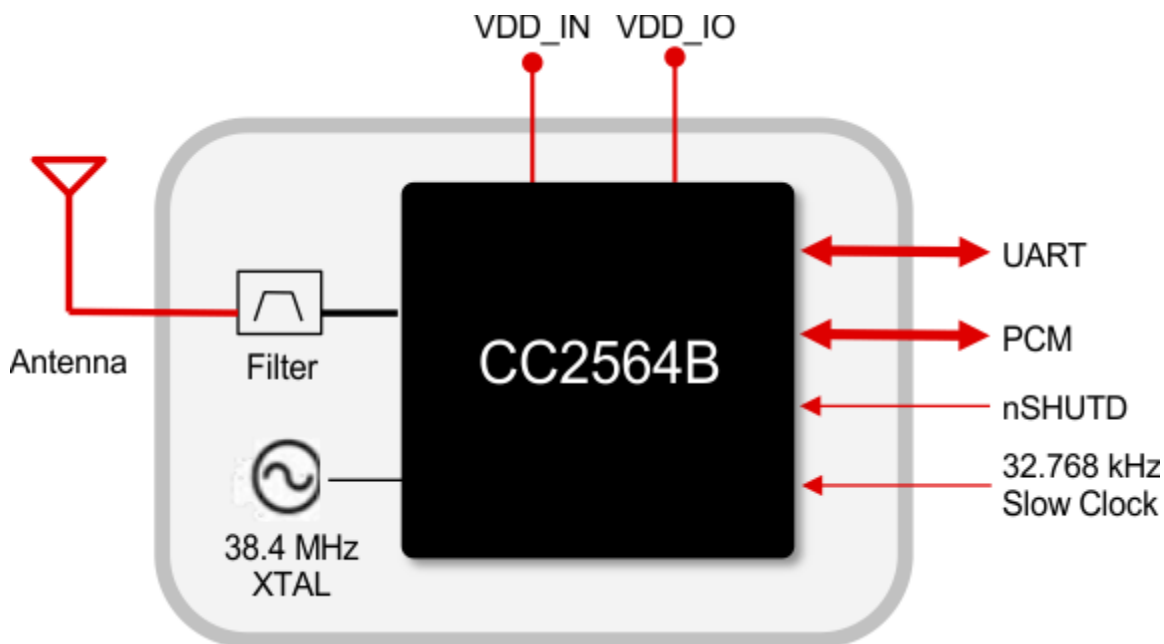 VDD_IN VDD_IO
UART
Antenna
Filter
CC2564B
PCM
nSHUTD
38.4 MHz
XTAL
32.768 kHz
Slow Clock